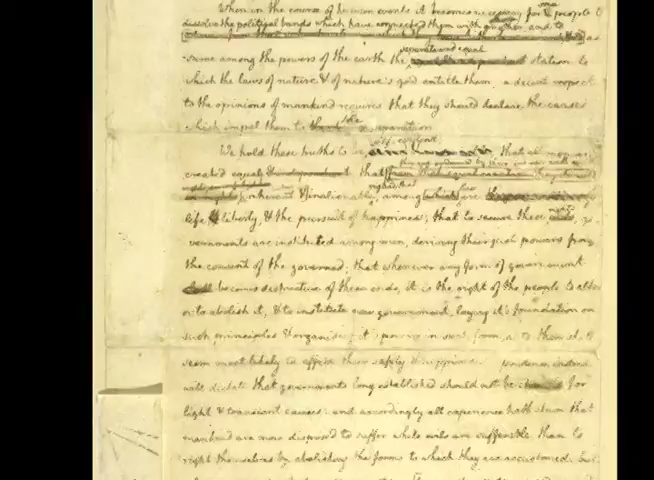 When in the course of human events it becomes necessary for a people to
dissolve the political bands which have connected them with another, and to
as-
-sume among the powers of the earth the separate and equal station to
which the laws of nature & of nature's god entitle them, a decent respect
to the opinions of mankind requires that they should declare the causes
which impel them to the separation
We hold these truths to be self-evident, that all men are
created equal that
inherent & inalienable, among which are
life, & liberty, & the pursuit of happiness; that to secure these rights, go-
vernments are instituted among men, deriving their just powers from
the consent of the governed; that whenever any form of government
becomes destructive of these ends, it is the right of the people to alter
or to abolish it, & to institute new government, laying it's foundation on
such principles & organising it's powers in such form, as to them shall
seem most likely to effect their safety & happiness. prudence indeed
will dictate that governments long established should not be changed for
light & transient causes: and accordingly all experience hath shewn that
mankind are more disposed to suffer while evils are sufferable than to
right themselves by abolishing the forms to which they are accustomed. but